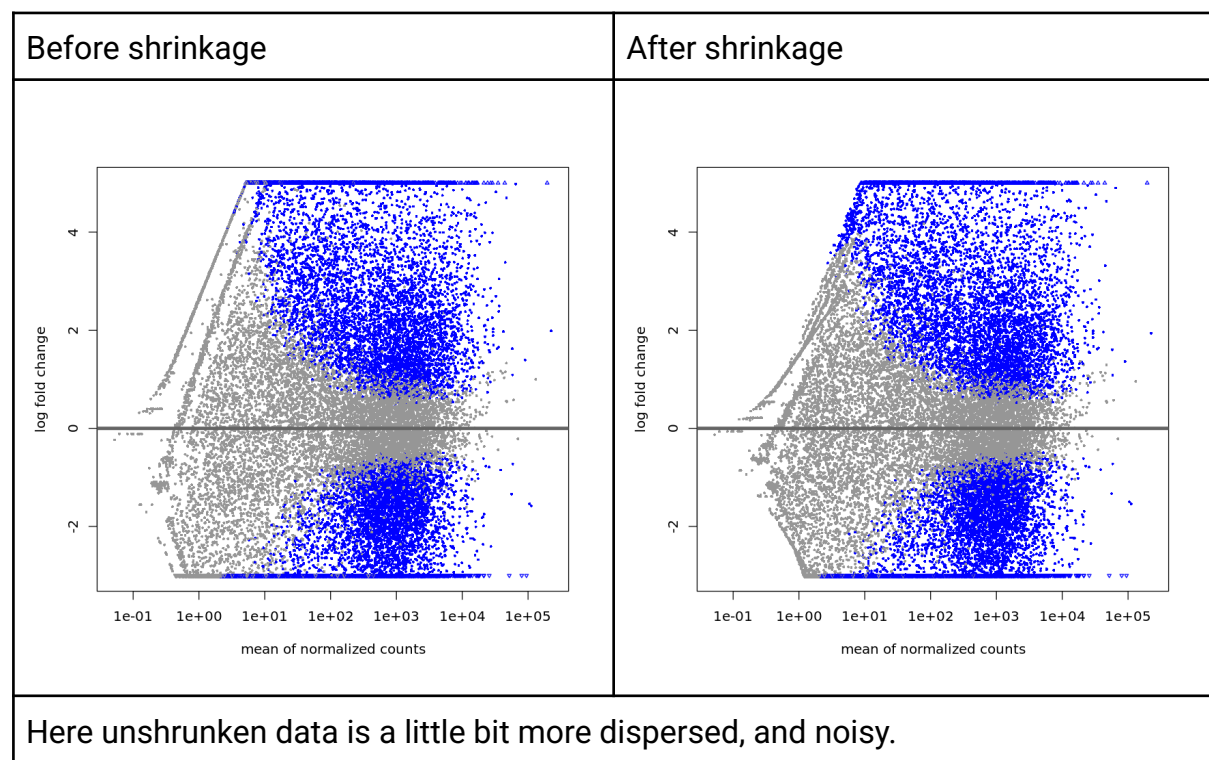 Before shrinkage
After shrinkage
log fold change
4
2
0
-2
1e-01 1e+00 1e+01 1e+02 1e+03 1e+04 1e+05
mean of normalized counts
log fold change
4
2
0
-2
1e-01 1e+00 1e+01 1e+02 1e+03 1e+04 1e+05
mean of normalized counts
Here unshrunken data is a little bit more dispersed, and noisy.